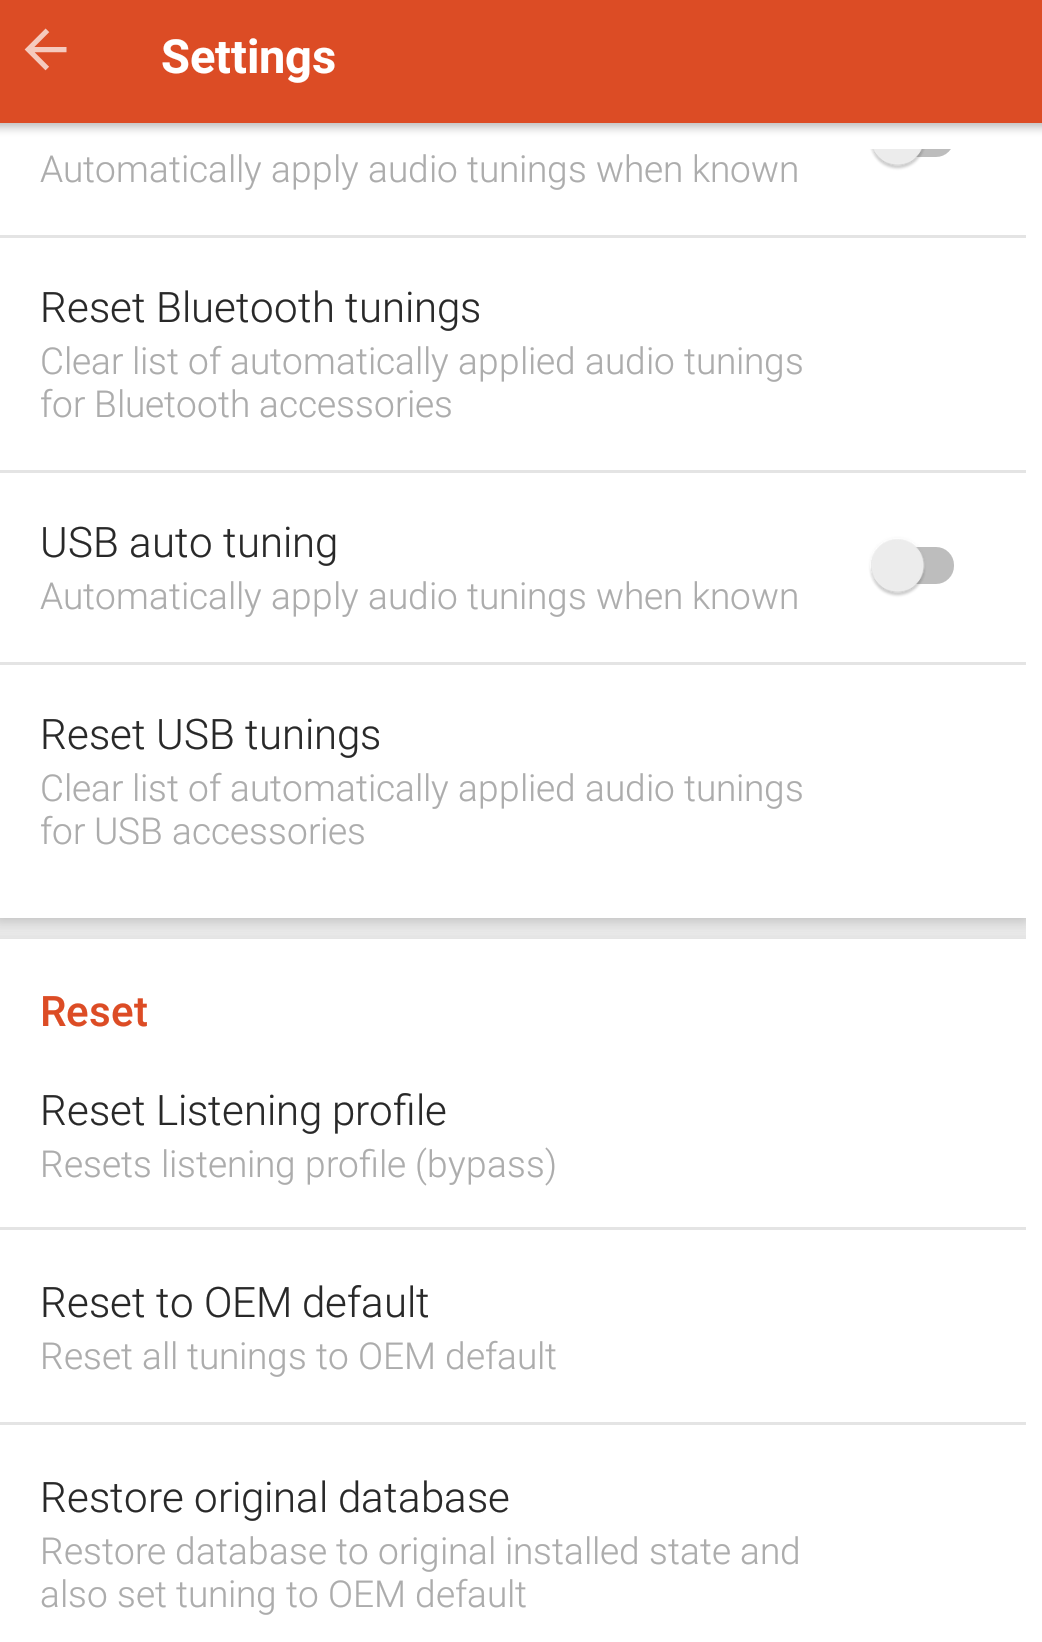 Settings
Automatically apply audio tunings when known
Reset Bluetooth tunings
Clear list of automatically applied audio tunings
for Bluetooth accessories
USB auto tuning
Automatically apply audio tunings when known
Reset USB tunings
Clear list of automatically applied audio tunings
for USB accessories
Reset
Reset Listening profile
Resets listening profile (bypass)
Reset to OEM default
Reset all tunings to OEM default
Restore original database
Restore database to original installed state and
also set tuning to OEM default